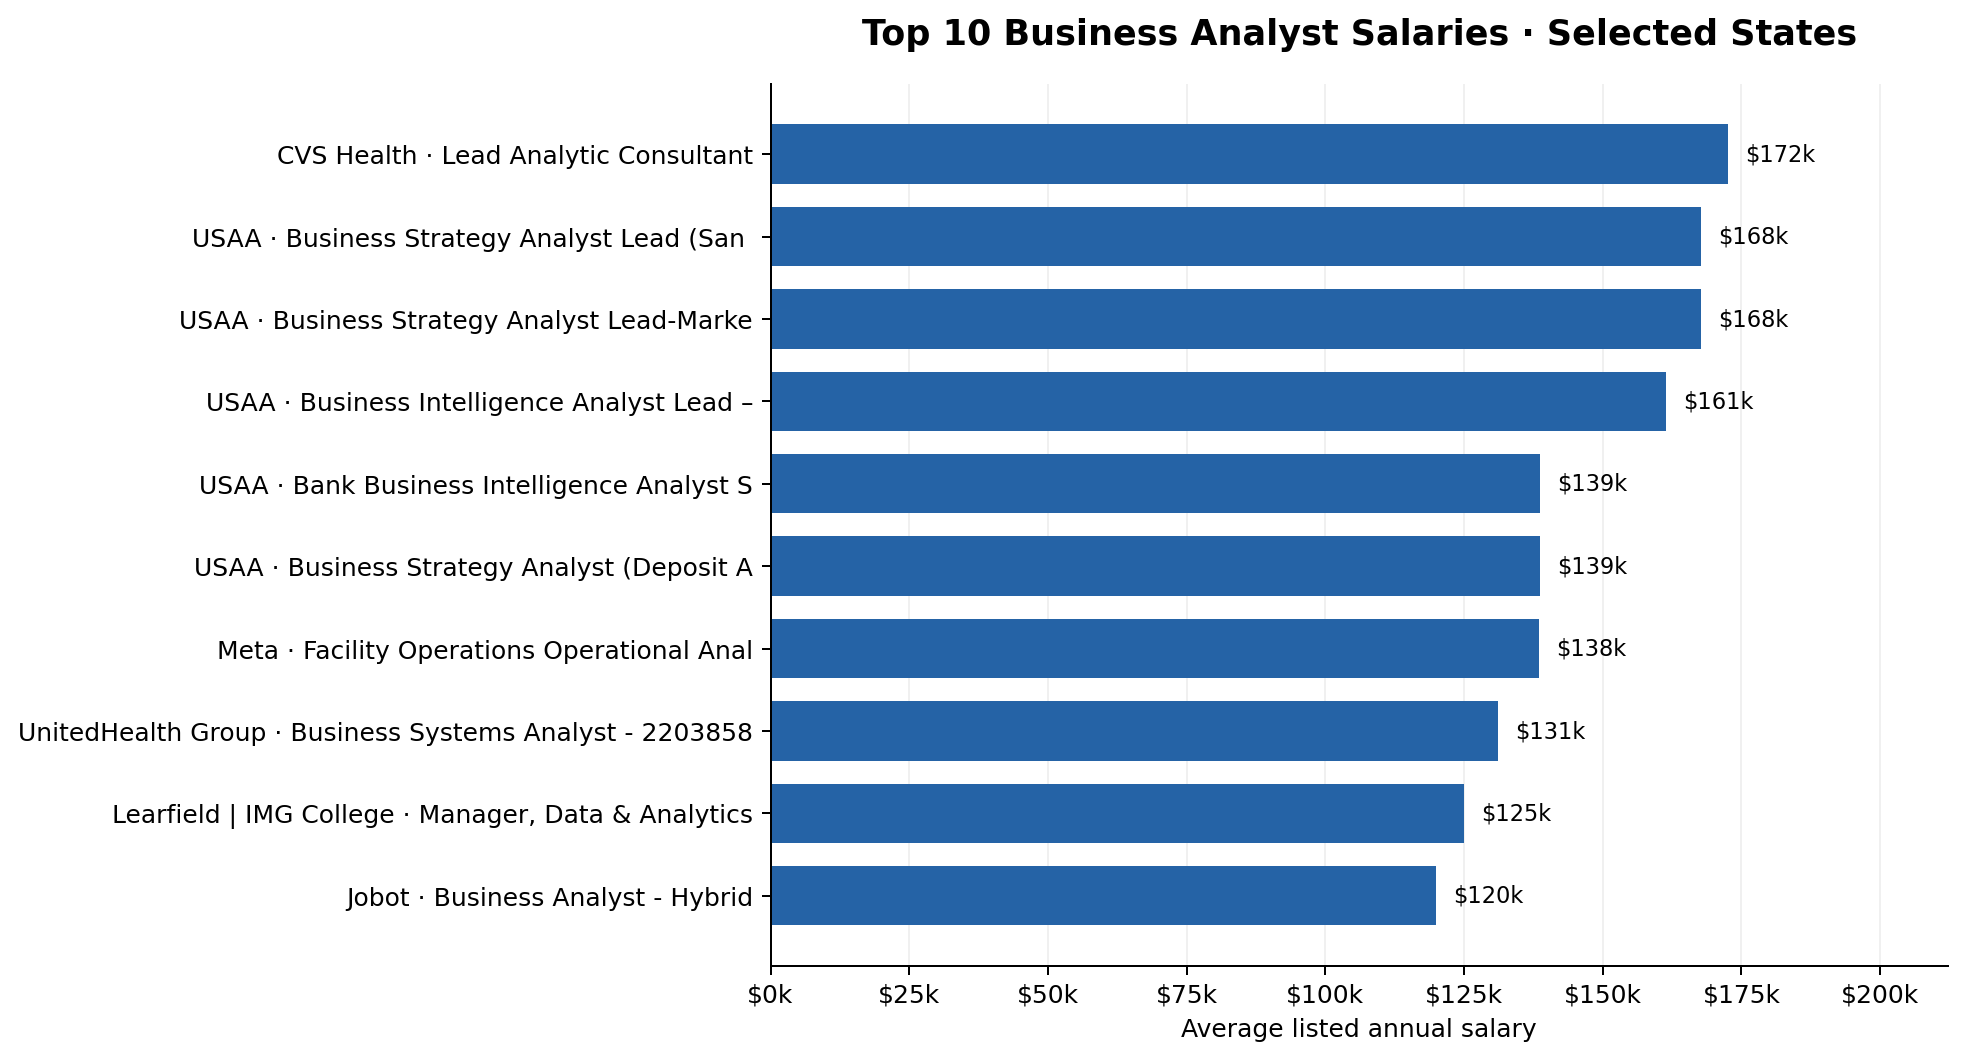 Top 10 Business Analyst Salaries · Selected States
CVS Health · Lead Analytic Consultant
$172k
USAA · Business Strategy Analyst Lead (San
$168k
USAA · Business Strategy Analyst Lead-Marke
$168k
USAA · Business Intelligence Analyst Lead –
$161k
USAA · Bank Business Intelligence Analyst S
$139k
USAA · Business Strategy Analyst (Deposit A
$139k
Meta · Facility Operations Operational Anal
$138k
UnitedHealth Group · Business Systems Analyst - 2203858
$131k
Learfield | IMG College · Manager, Data & Analytics
$125k
Jobot · Business Analyst - Hybrid
$120k
$0k $25k $50k $75k $100k $125k $150k $175k $200k
Average listed annual salary